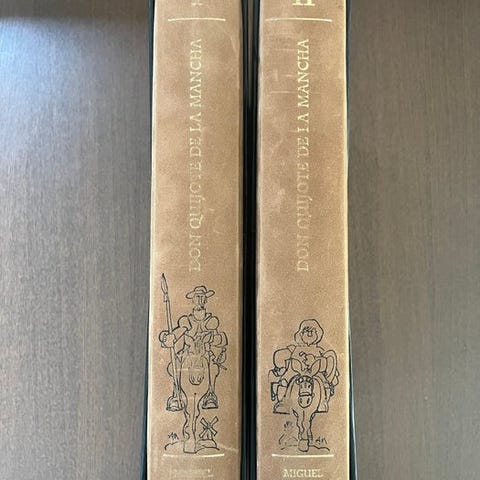 DON QUIJOTE DE LA MANCHA
II
DON QUIJOTE DE LA MANCHA
MIGUEL